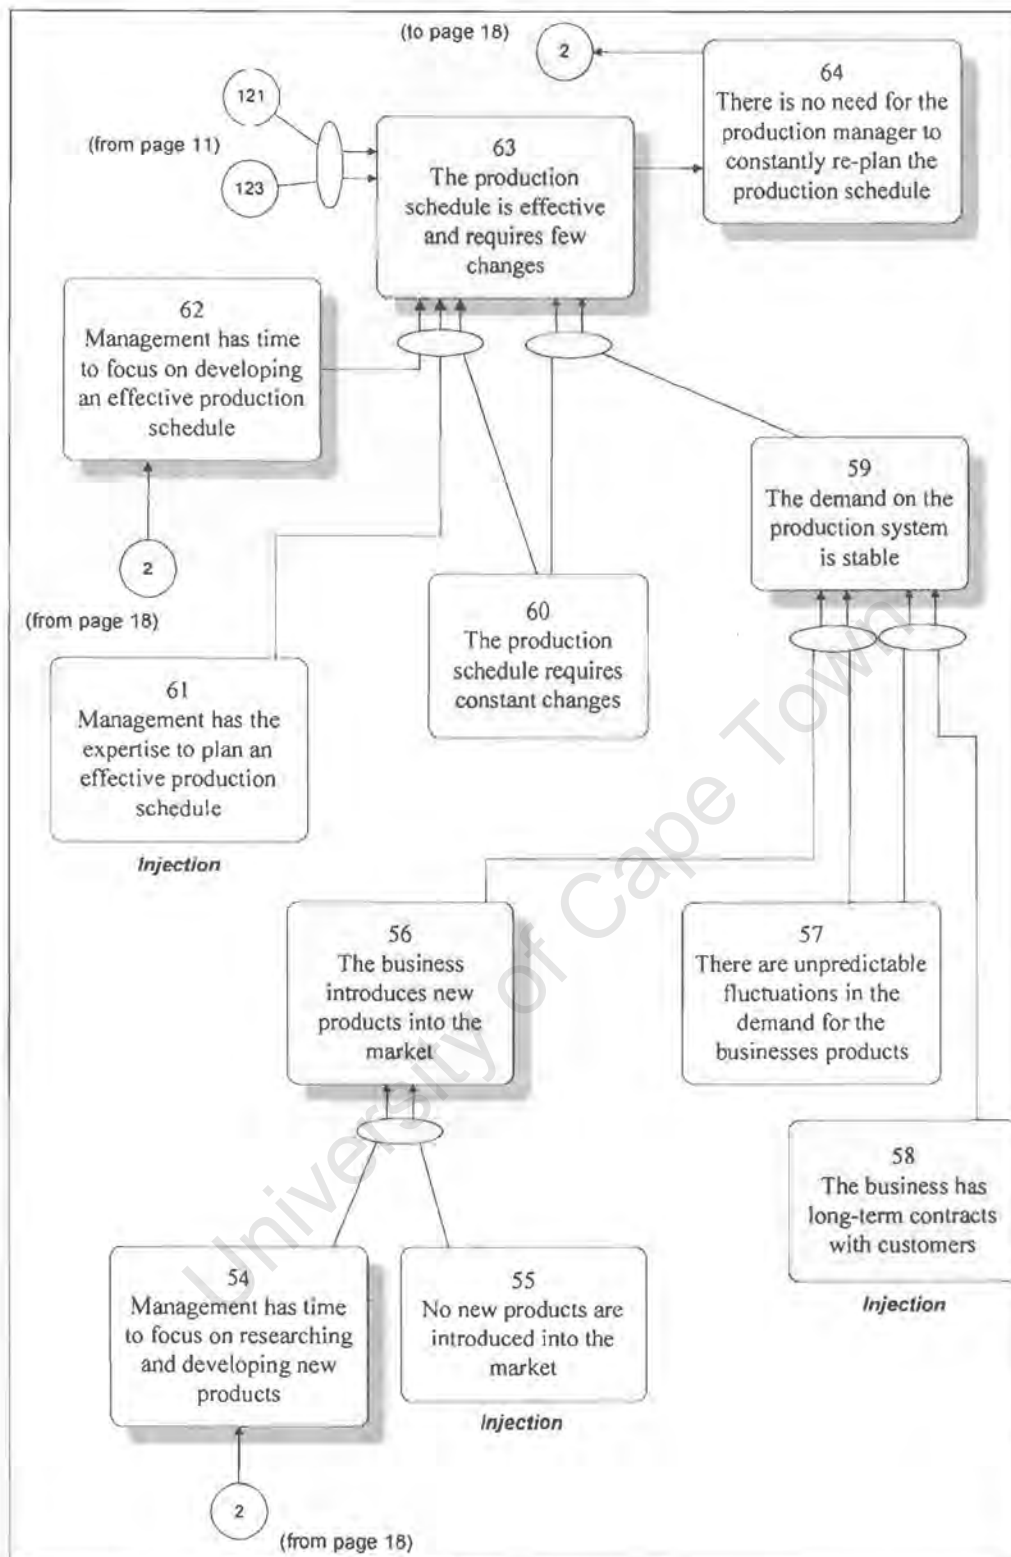 (to page 18)
2
64
There is no need for the
production manager to
constantly re-plan the
production schedule
121
(from page 11)
123
63
The production
schedule is effective
and requires few
changes
62
Management has time
to focus on developing
an effective production
schedule
2
(from page 18)
59
The demand on the
production system
is stable
60
The production
schedule requires
constant changes
61
Management has the
expertise to plan an
effective production
schedule
Injection
56
The business
introduces new
products into the
market
57
There are unpredictable
fluctuations in the
demand for the
businesses products
58
The business has
long-term contracts
with customers
Injection
54
Management has time
to focus on researching
and developing new
products
55
No new products are
introduced into the
market
Injection
2
(from page 18)
University of Cape Town